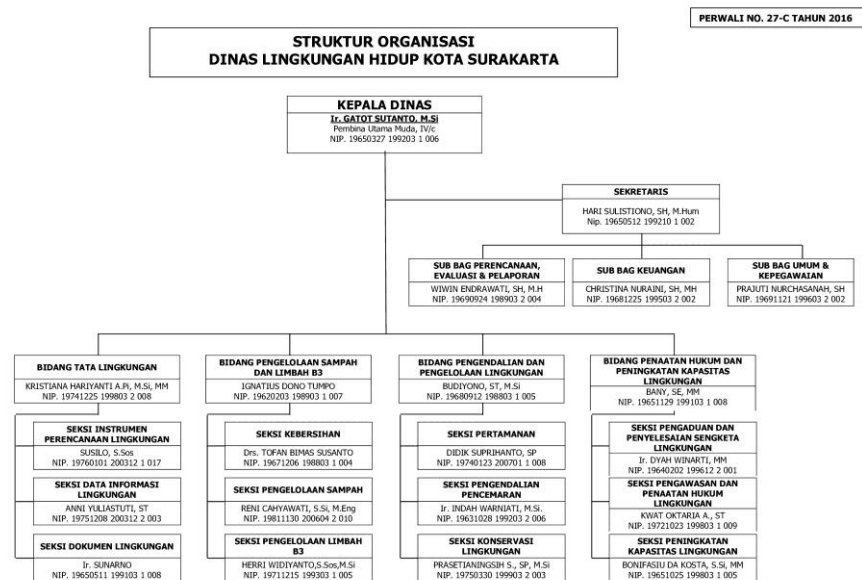 PERWALI NO. 27-C TAHUN 2016
STRUKTUR ORGANISASI
DINAS LINGKUNGAN HIDUP KOTA SURAKARTA
KEPALA DINAS
Ir. GATOT SUTANTO, M.Si
Pembina Utama Muda, IV/c
NIP. 19650327 199203 1 006
SEKRETARIS
HARI SULISTIONO, SH, M.Hum
Nip. 19650512 199210 1 002
SUB BAG PERENCANAAN,
EVALUASI & PELAPORAN
WIWIN ENDRAWATI, SH, M.H
NIP. 19690924 198903 2 004
SUB BAG KEUANGAN
CHRISTINA NURAINI, SH, MH
NIP. 19681225 199503 2 002
SUB BAG UMUM &
KEPEGAWAIAN
PRAJUTI NURCHASANAH, SH
NIP. 19691121 199603 2 002
BIDANG TATA LINGKUNGAN
KRISTIANA HARIYANTI A.Pi, M.Si, MM
NIP. 19741225 199803 2 008
SEKSI INSTRUMEN
PERENCANAAN LINGKUNGAN
SUSILO, S.Sos
NIP. 19760101 200312 1 017
SEKSI DATA INFORMASI
LINGKUNGAN
ANNI YULIASTUTI, ST
NIP. 19751208 200312 2 003
SEKSI DOKUMEN LINGKUNGAN
Ir. SUNARNO
NIP. 19650511 199103 1 008
BIDANG PENGELOLAAN SAMPAH
DAN LIMBAH B3
IGNATIUS DONO TUMPO
NIP. 19620203 198903 1 007
SEKSI KEBERSIHAN
Drs. TOFAN BIMAS SUSANTO
NIP. 19671206 198803 1 004
SEKSI PENGELOLAAN SAMPAH
RENI CAHYAWATI, S.Si, M.Eng
NIP. 19811130 200604 2 010
SEKSI PENGELOLAAN LIMBAH
B3
HERRI WIDIYANTO,S.Sos,M.Si
NIP. 19711215 199303 1 005
BIDANG PENGENDALIAN DAN
PENGELOLAAN LINGKUNGAN
BUDIYONO, ST, M.Si
NIP. 19680912 198803 1 005
SEKSI PERTAMANAN
DIDIK SUPRIHANTO, SP
NIP. 19740123 200701 1 008
SEKSI PENGENDALIAN
PENCEMARAN
Ir. INDAH WARNIATI, M.Si.
NIP. 19631028 199203 2 006
SEKSI KONSERVASI
LINGKUNGAN
PRASETIANINGSIH S., SP, M.Si
NIP. 19750330 199903 2 003
BIDANG PENAATAN HUKUM DAN
PENINGKATAN KAPASITAS
LINGKUNGAN
BANY, SE, MM
NIP. 19651129 199103 1 008
SEKSI PENGADUAN DAN
PENYELESAIAN SENGKETA
LINGKUNGAN
Ir. DYAH WINARTI, MM
NIP. 19640202 199612 2 001
SEKSI PENGAWASAN DAN
PENAATAN HUKUM
LINGKUNGAN
KWAT OKTARIA A., ST
NIP. 19721023 199803 1 009
SEKSI PENINGKATAN
KAPASITAS LINGKUNGAN
BONIFASIU DA KOSTA, S.Si, MM
NIP. 19651025 199803 1 005